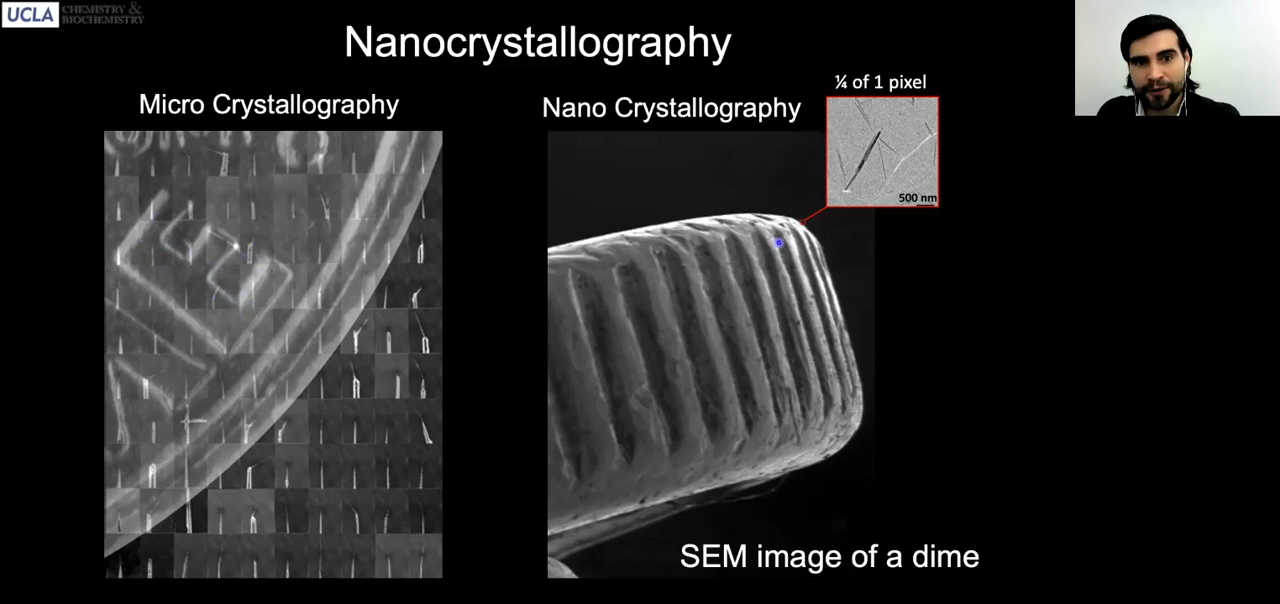 UCLA CHEMISTRY &
BIOCHEMISTRY
Nanocrystallography
Micro Crystallography
Nano Crystallography
¼ of 1 pixel
500 nm
SEM image of a dime